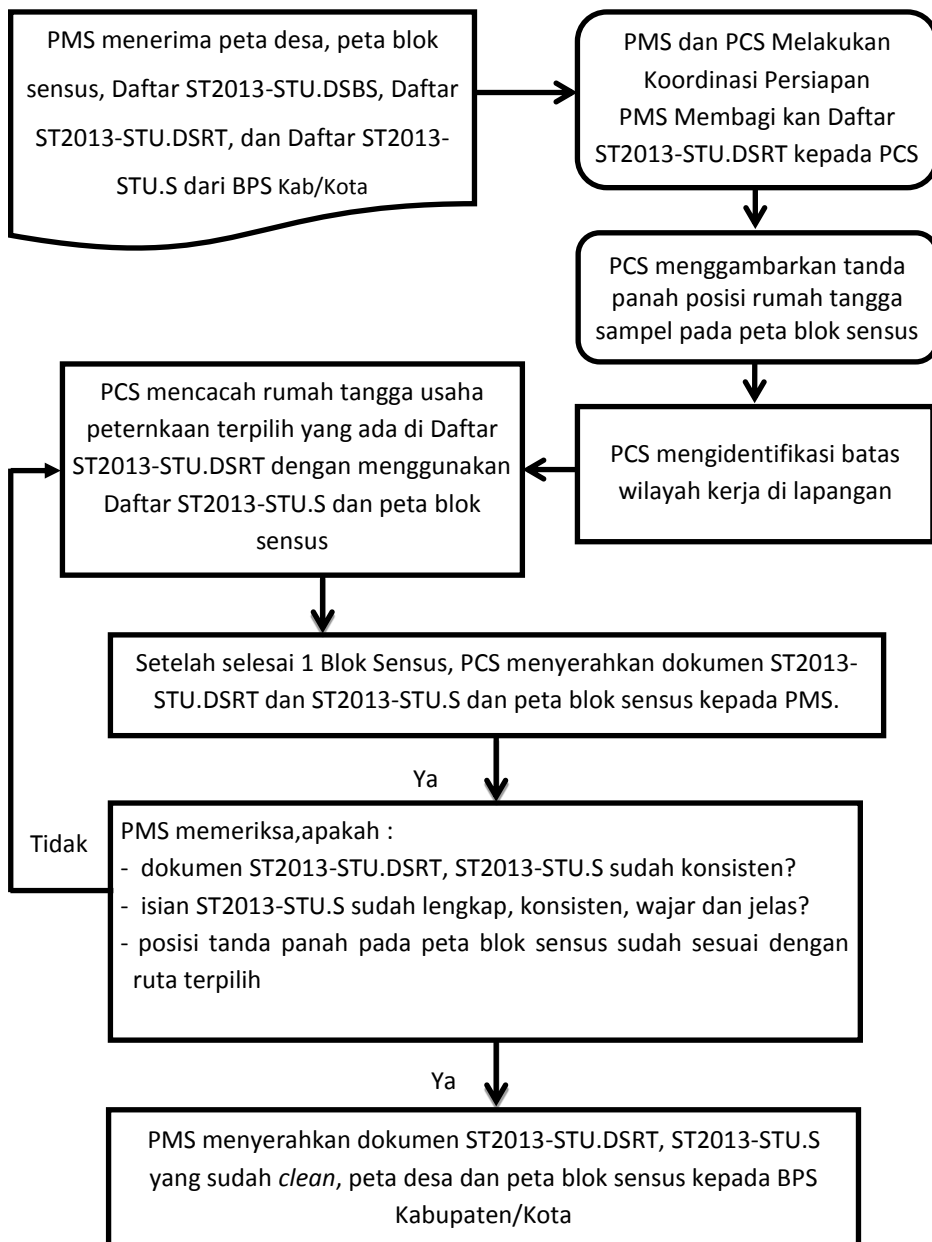 PMS menerima peta desa, peta blok
sensus, Daftar ST2013-STU.DSBS, Daftar
ST2013-STU.DSRT, dan Daftar ST2013-
STU.S dari BPS Kab/Kota
PMS dan PCS Melakukan
Koordinasi Persiapan
PMS Membagi kan Daftar
ST2013-STU.DSRT kepada PCS
PCS menggambarkan tanda
panah posisi rumah tangga
sampel pada peta blok sensus
PCS mengidentifikasi batas
wilayah kerja di lapangan
PCS mencacah rumah tangga usaha
peternkaan terpilih yang ada di Daftar
ST2013-STU.DSRT dengan menggunakan
Daftar ST2013-STU.S dan peta blok
sensus
Setelah selesai 1 Blok Sensus, PCS menyerahkan dokumen ST2013-
STU.DSRT dan ST2013-STU.S dan peta blok sensus kepada PMS.
Ya
Tidak
PMS memeriksa,apakah :
- dokumen ST2013-STU.DSRT, ST2013-STU.S sudah konsisten?
- isian ST2013-STU.S sudah lengkap, konsisten, wajar dan jelas?
- posisi tanda panah pada peta blok sensus sudah sesuai dengan
ruta terpilih
Ya
PMS menyerahkan dokumen ST2013-STU.DSRT, ST2013-STU.S
yang sudah clean, peta desa dan peta blok sensus kepada BPS
Kabupaten/Kota